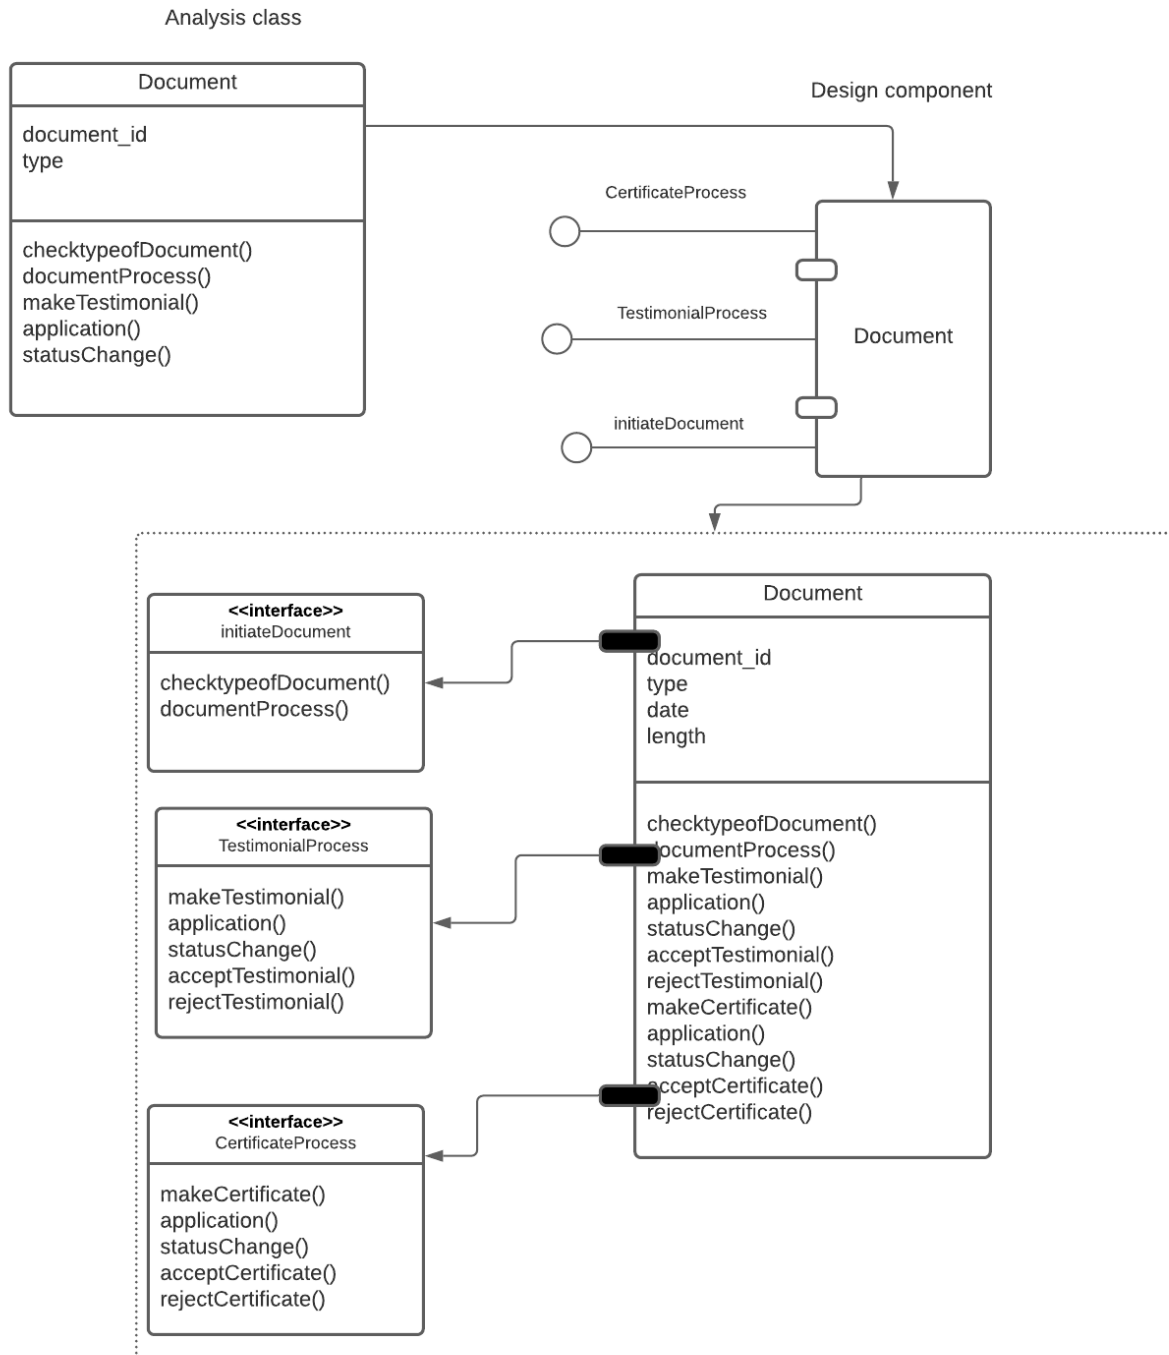 Analysis class
Document
document_id
type
checktypeofDocument()
documentProcess()
makeTestimonial()
application()
statusChange()
Design component
CertificateProcess
TestimonialProcess
Document
initiateDocument
<<interface>>
initiateDocument
checktypeofDocument()
documentProcess()
<<interface>>
TestimonialProcess
makeTestimonial()
application()
statusChange()
acceptTestimonial()
rejectTestimonial()
<<interface>>
CertificateProcess
makeCertificate()
application()
statusChange()
acceptCertificate()
rejectCertificate()
Document
document_id
type
date
length
checktypeofDocument()
documentProcess()
makeTestimonial()
application()
statusChange()
acceptTestimonial()
rejectTestimonial()
makeCertificate()
application()
statusChange()
acceptCertificate()
rejectCertificate()